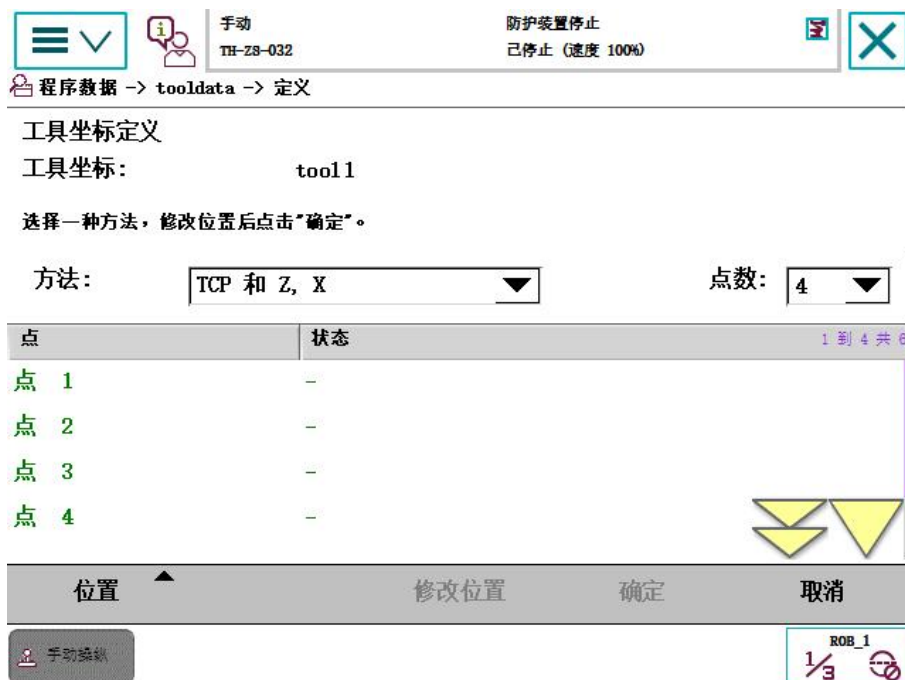 手动
防护装置停止
TH-ZS-032
已停止 (速度 100%)
程序数据 -> tooldata -> 定义
工具坐标定义
工具坐标: tool1
选择一种方法，修改位置后点击"确定"。
方法: TCP 和 Z, X 点数: 4
点 状态 1 到 4 共 6
点 1 –
点 2 –
点 3 –
点 4 –
位置 修改位置 确定 取消
手动操纵
ROB_1
1/3